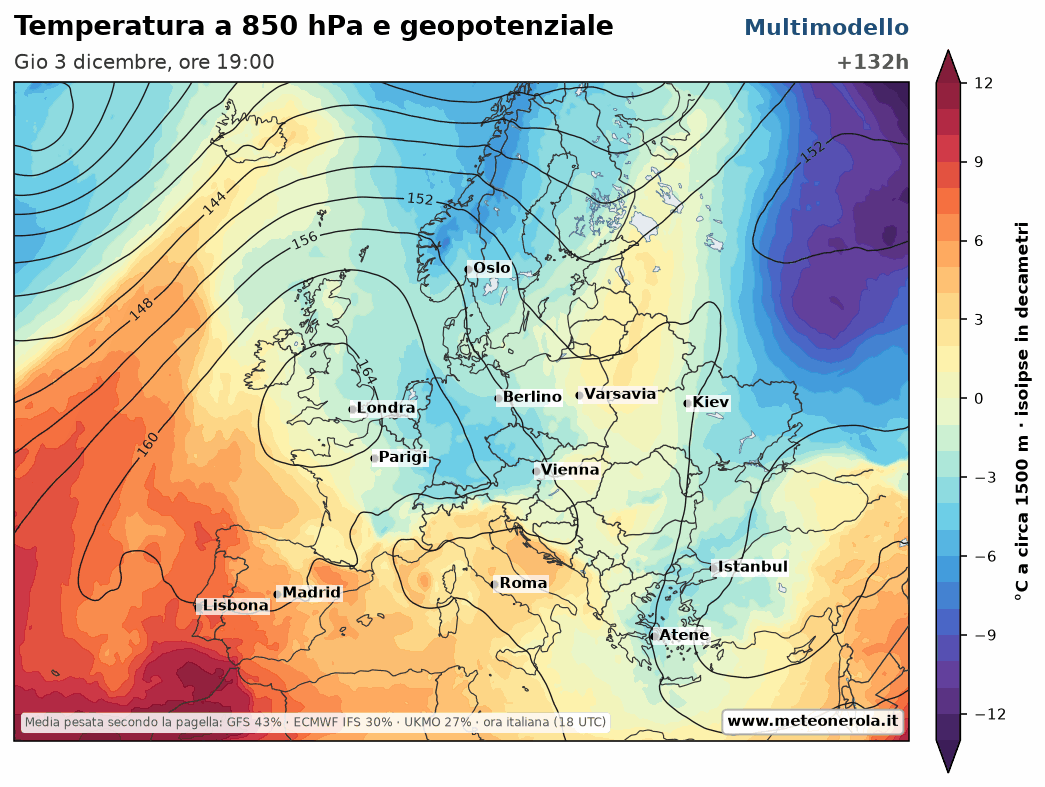 Temperatura a 850 hPa e geopotenziale
Multimodello
Gio 3 dicembre, ore 19:00
+132h
152
144
152
156
148
164
160
Oslo
Londra
Berlino
Varsavia
Kiev
Parigi
Vienna
Istanbul
Roma
Madrid
Lisbona
Atene
Media pesata secondo la pagella: GFS 43% · ECMWF IFS 30% · UKMO 27% · ora italiana (18 UTC)
www.meteonerola.it
12
9
6
3
0
−3
−6
−9
−12
°C a circa 1500 m · isoipse in decametri